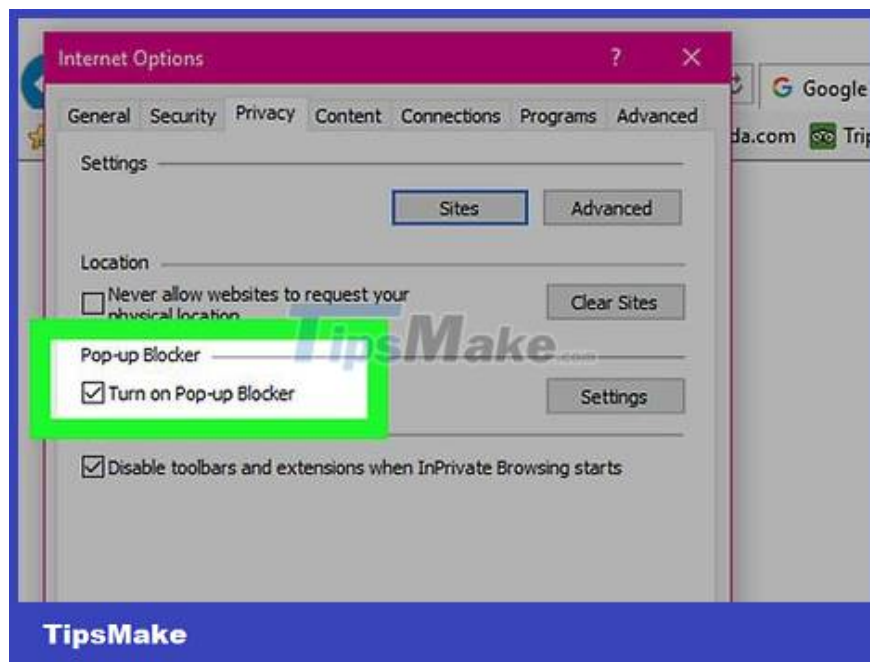 Internet Options ? ×
Google
General Security Privacy Content Connections Programs Advanced
da.com Trip
Settings
Sites Advanced
Location
Never allow websites to request your
physical location
Clear Sites
TipsMake.com
Pop-up Blocker
Turn on Pop-up Blocker
Settings
Disable toolbars and extensions when InPrivate Browsing starts
TipsMake